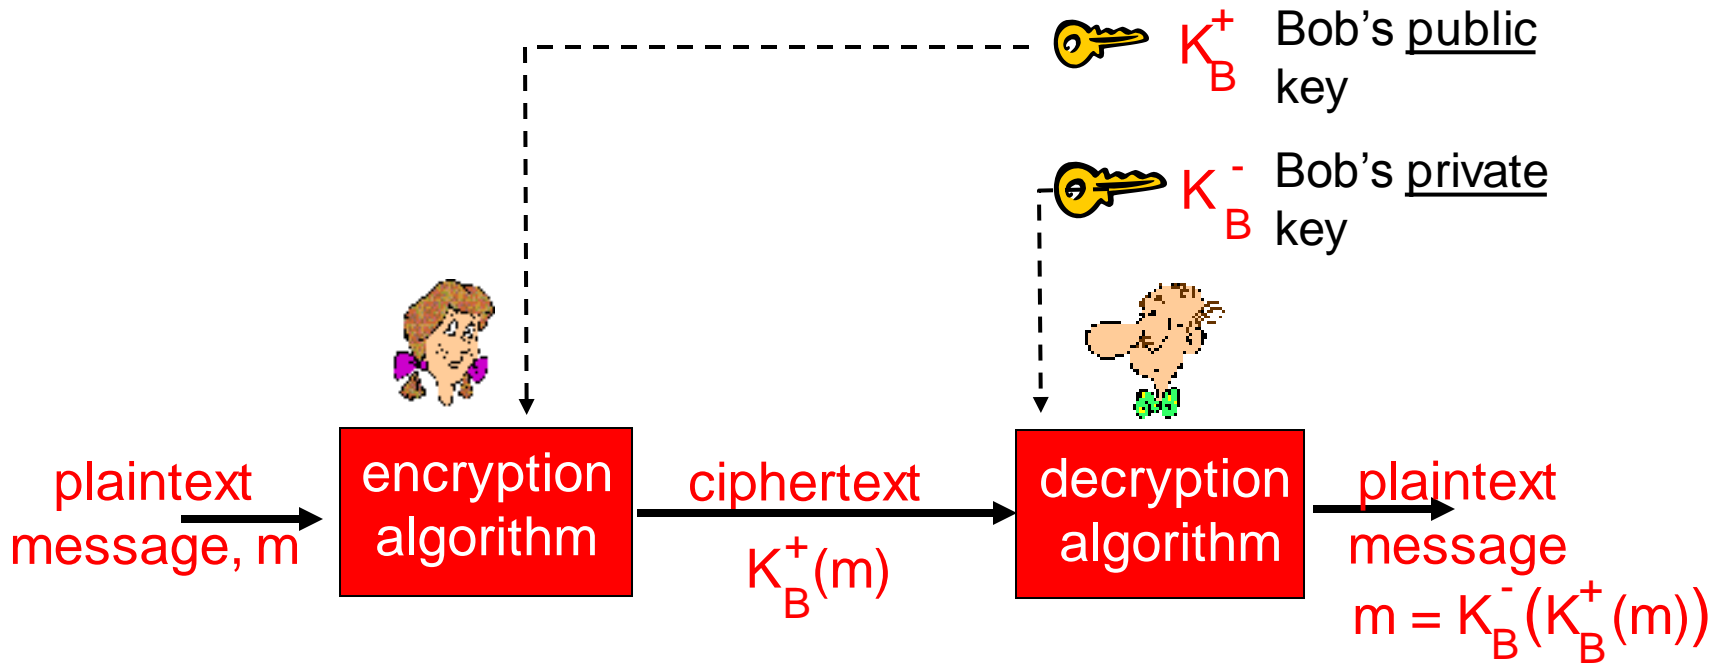 K_B^+ Bob's public
key
K_B^- Bob's private
key
plaintext
message, m
encryption
algorithm
ciphertext
K_B^+(m)
decryption
algorithm
plaintext
message
m = K_B^-(K_B^+(m))